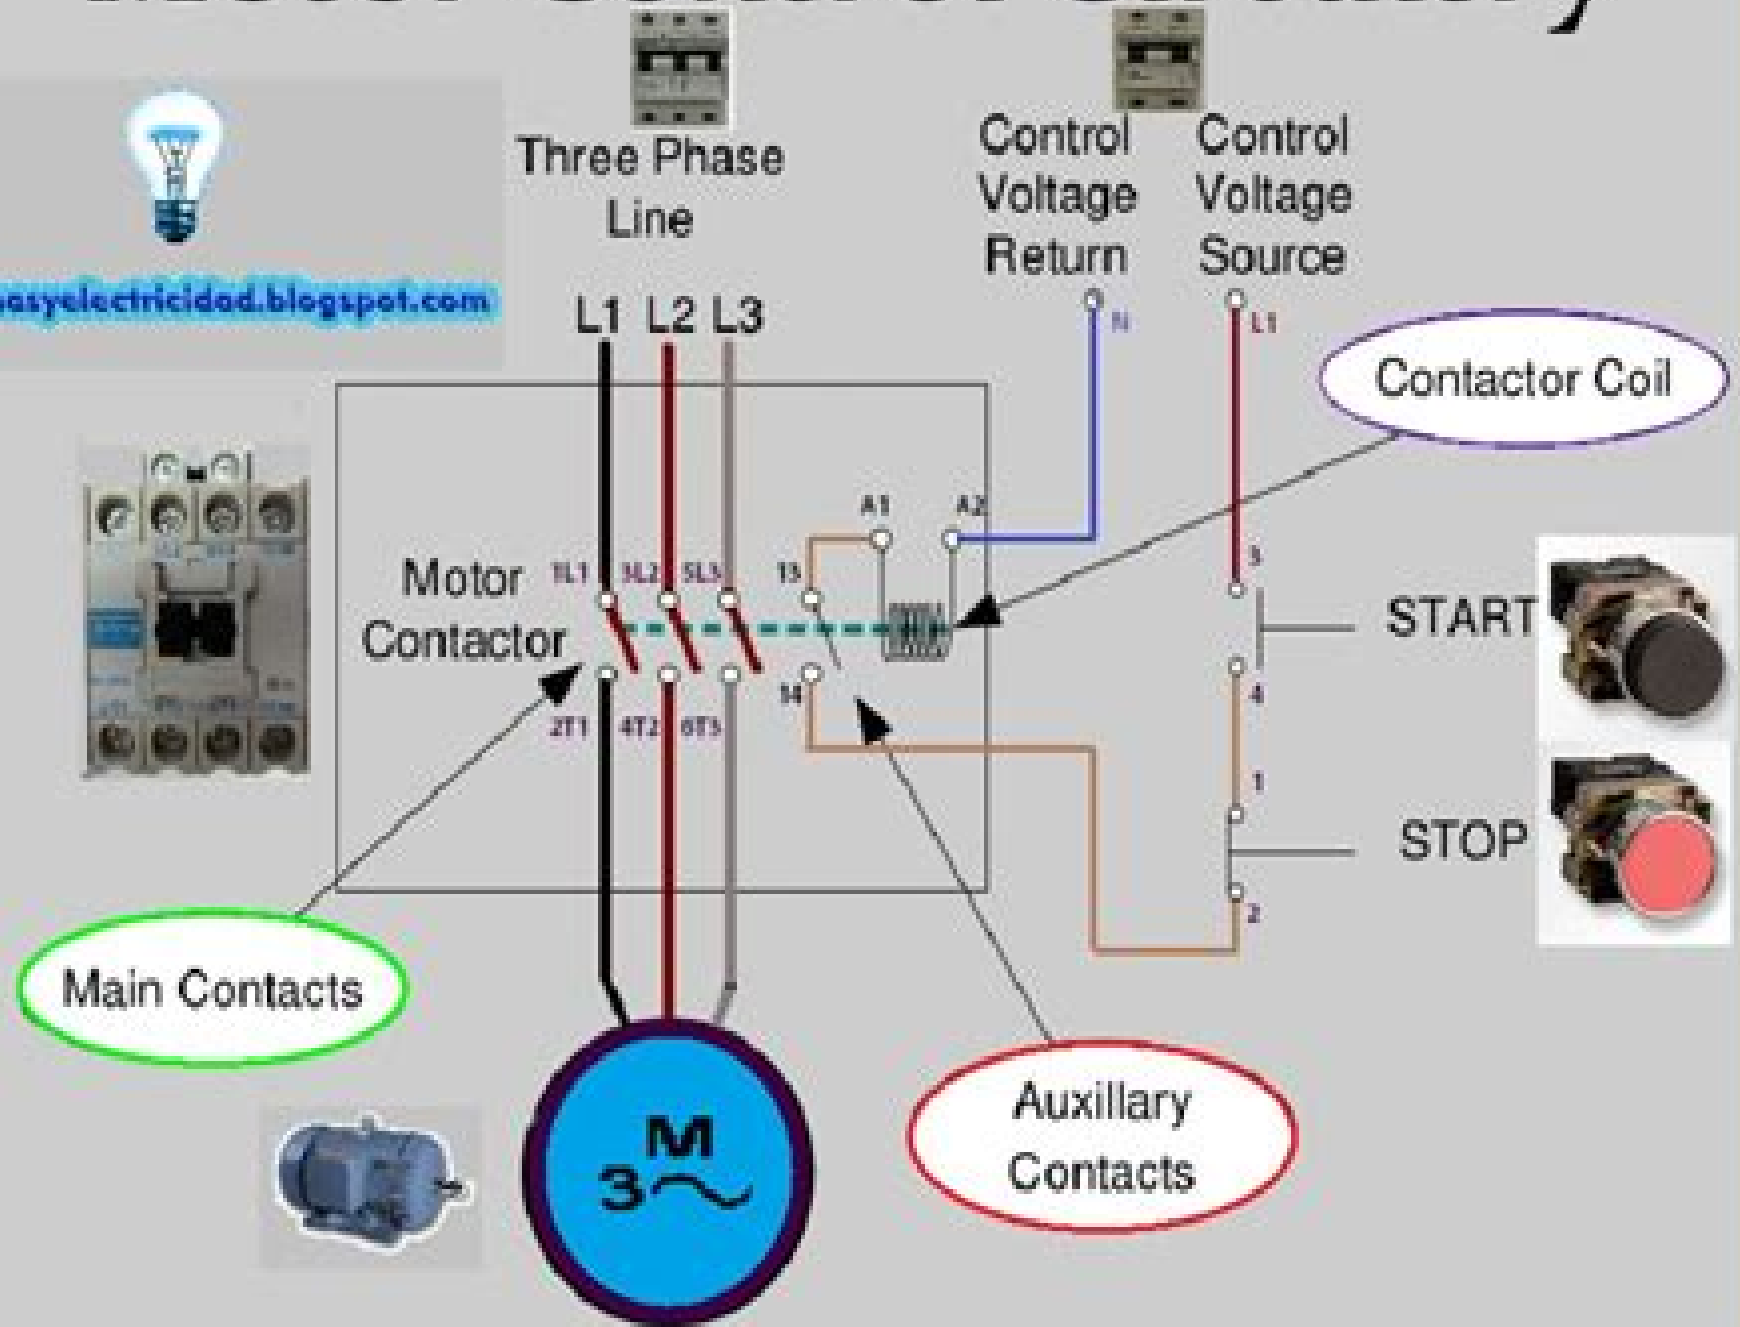 Three Phase
Line
Control
Voltage
Return
Control
Voltage
Source
asyelectricidad.blogspot.com
L1 L2 L3
N
L1
Contactor Coil
A1
A2
Motor
Contactor
1L1
3L2
5L3
13
3
START
14
4
2T1
4T2
6T3
1
STOP
2
Main Contacts
Auxillary
Contacts
M
3~